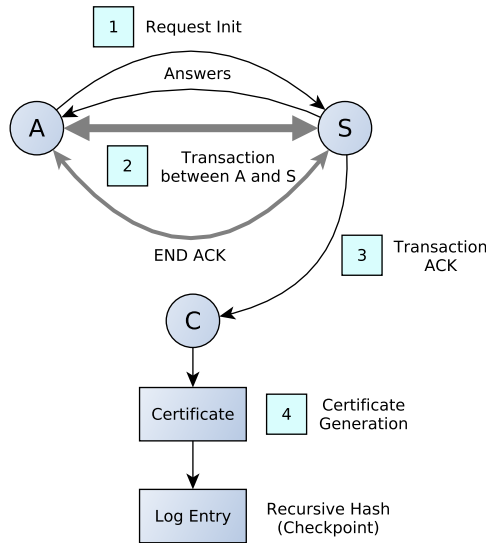 1
Request Init
Answers
A
S
2
Transaction
between A and S
END ACK
3
Transaction
ACK
C
Certificate
4
Certificate
Generation
Log Entry
Recursive Hash
(Checkpoint)